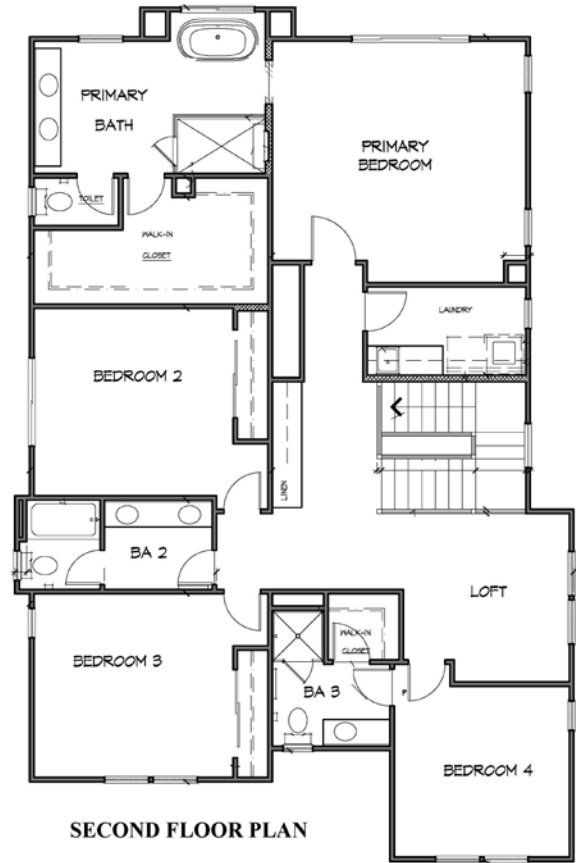 PRIMARY
BATH
PRIMARY
BEDROOM
TOILET
WALK-IN
CLOSET
LAUNDRY
BEDROOM 2
LINEN
BA 2
LOFT
BEDROOM 3
WALK-IN
CLOSET
BA 3
P
BEDROOM 4
SECOND FLOOR PLAN